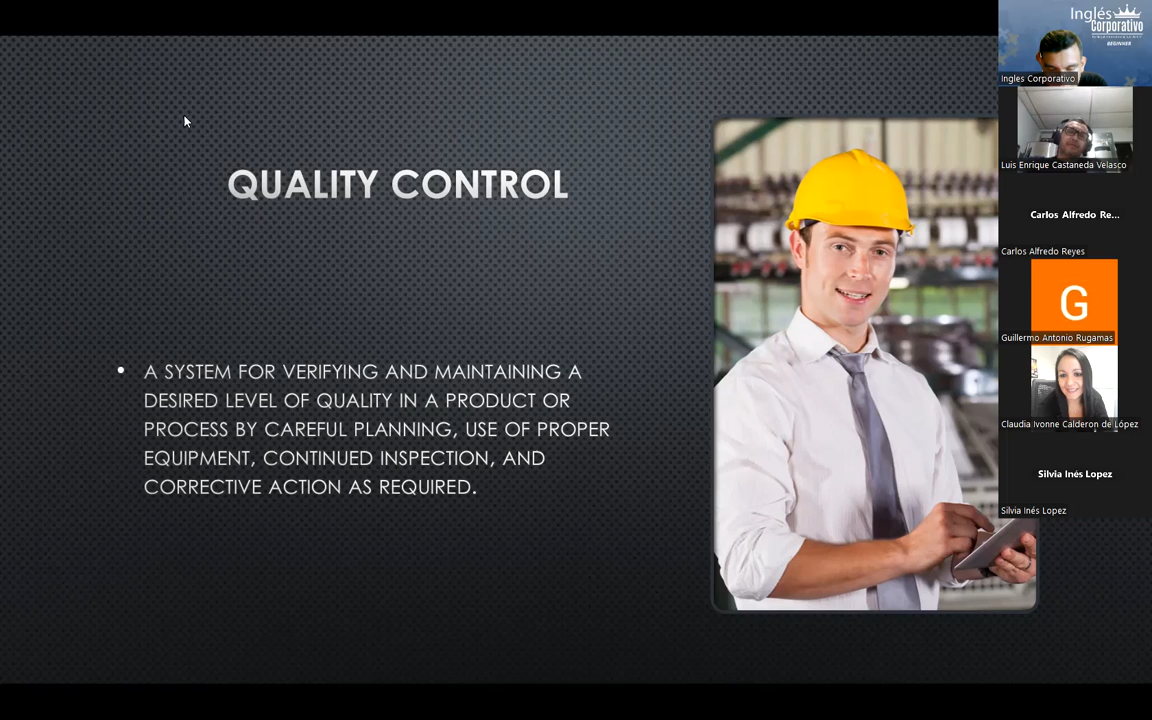 QUALITY CONTROL
• A SYSTEM FOR VERIFYING AND MAINTAINING A
DESIRED LEVEL OF QUALITY IN A PRODUCT OR
PROCESS BY CAREFUL PLANNING, USE OF PROPER
EQUIPMENT, CONTINUED INSPECTION, AND
CORRECTIVE ACTION AS REQUIRED.
Inglés
Corporativo
BEGINNER
Ingles Corporativo
Luis Enrique Castaneda Velasco
Carlos Alfredo Re...
Carlos Alfredo Reyes
G
Guillermo Antonio Rugamas
Claudia Ivonne Calderon de López
Silvia Inés Lopez
Silvia Inés Lopez